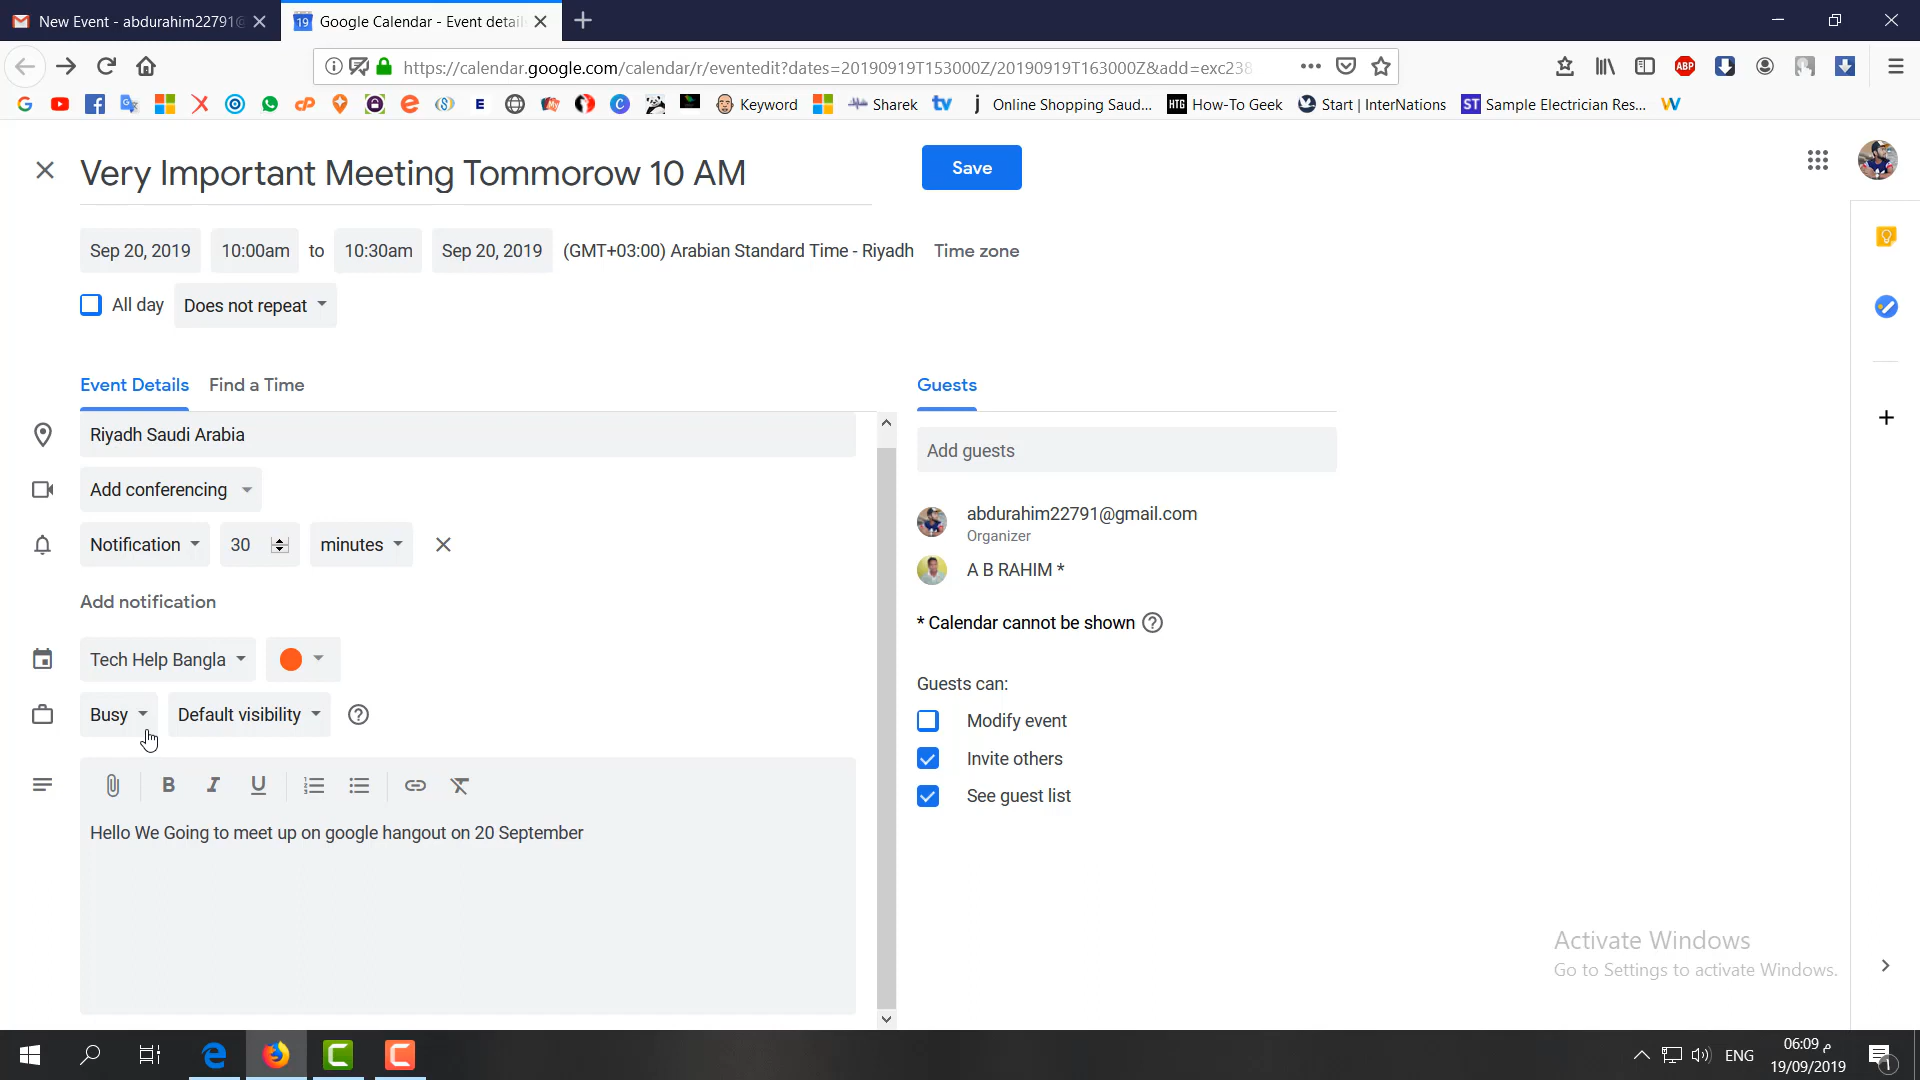 New Event - abdurahim22791@
Google Calendar - Event detail
https://calendar.google.com/calendar/r/eventedit?dates=20190919T153000Z/20190919T163000Z&add=exc238
Keyword
Sharek
Online Shopping Saud...
HTG How-To Geek
Start | InterNations
ST Sample Electrician Res...
Very Important Meeting Tommorow 10 AM
Save
Sep 20, 2019 10:00am to 10:30am Sep 20, 2019 (GMT+03:00) Arabian Standard Time - Riyadh Time zone
All day Does not repeat
Event Details Find a Time
Guests
Riyadh Saudi Arabia
Add guests
Add conferencing
abdurahim22791@gmail.com
Organizer
Notification 30 minutes
A B RAHIM *
Add notification
* Calendar cannot be shown
Tech Help Bangla
Guests can:
Busy Default visibility
Modify event
Invite others
See guest list
Hello We Going to meet up on google hangout on 20 September
Activate Windows
Go to Settings to activate Windows.
ENG
06:09 م
19/09/2019
1